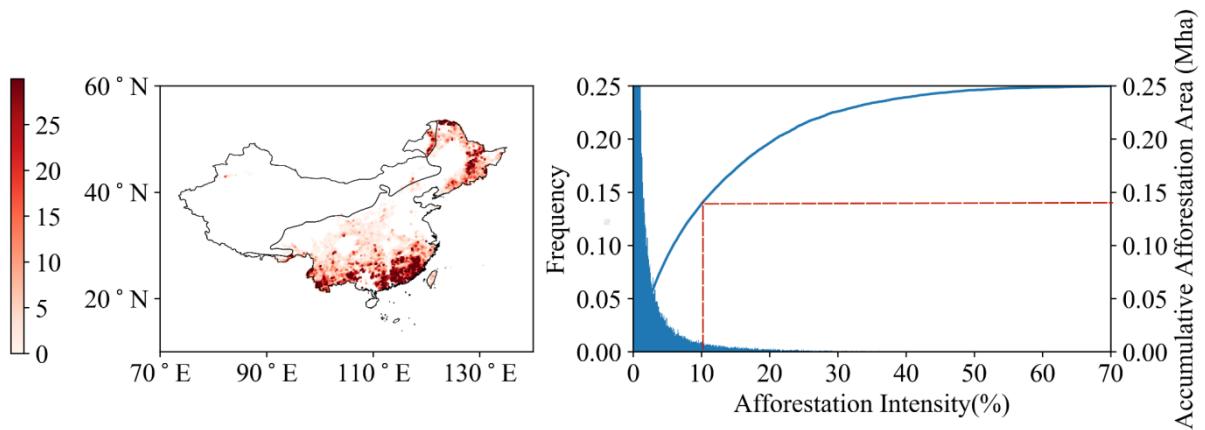 25
20
15
10
5
0
60° N
40° N
20° N
70° E
90° E
110° E
130° E
Frequency
0.25
0.20
0.15
0.10
0.05
0.00
0
10
20
30
40
50
60
70
Afforestation Intensity(%)
0.25
0.20
0.15
0.10
0.05
0.00
Accumulative Afforestation Area (Mha)